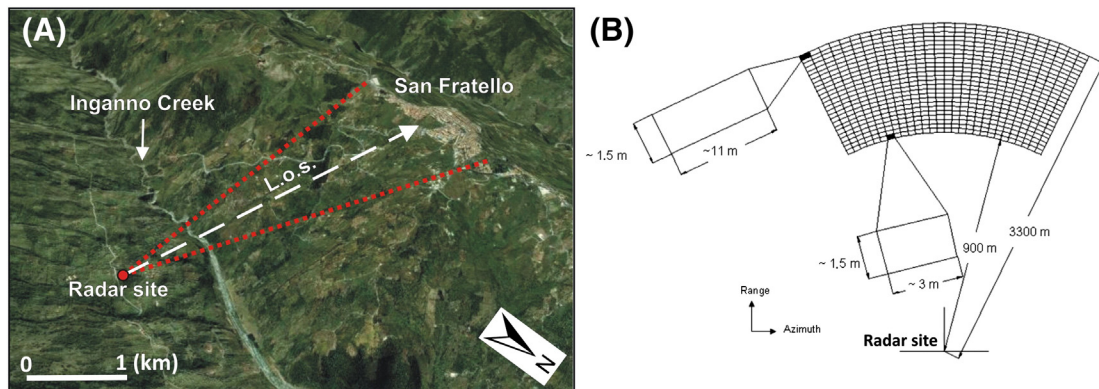 (A)
San Fratello
Inganno Creek
L.o.s.
Radar site
0 1 (km)
N
(B)
~ 1.5 m
~11 m
~ 1,5 m
~ 3 m
900 m
3300 m
Range
Azimuth
Radar site